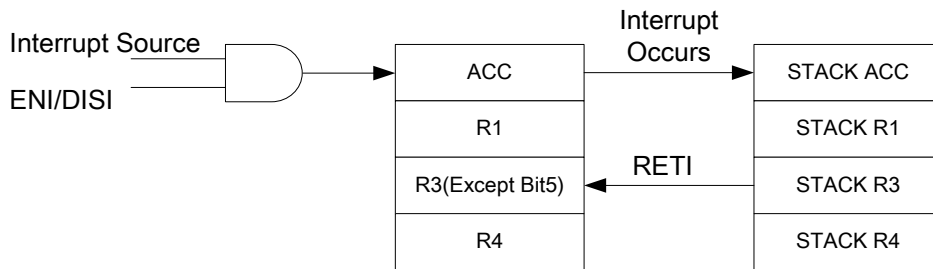 Interrupt Source
ENI/DISI
ACC
R1
R3(Except Bit5)
R4
Interrupt
Occurs
RETI
STACK ACC
STACK R1
STACK R3
STACK R4